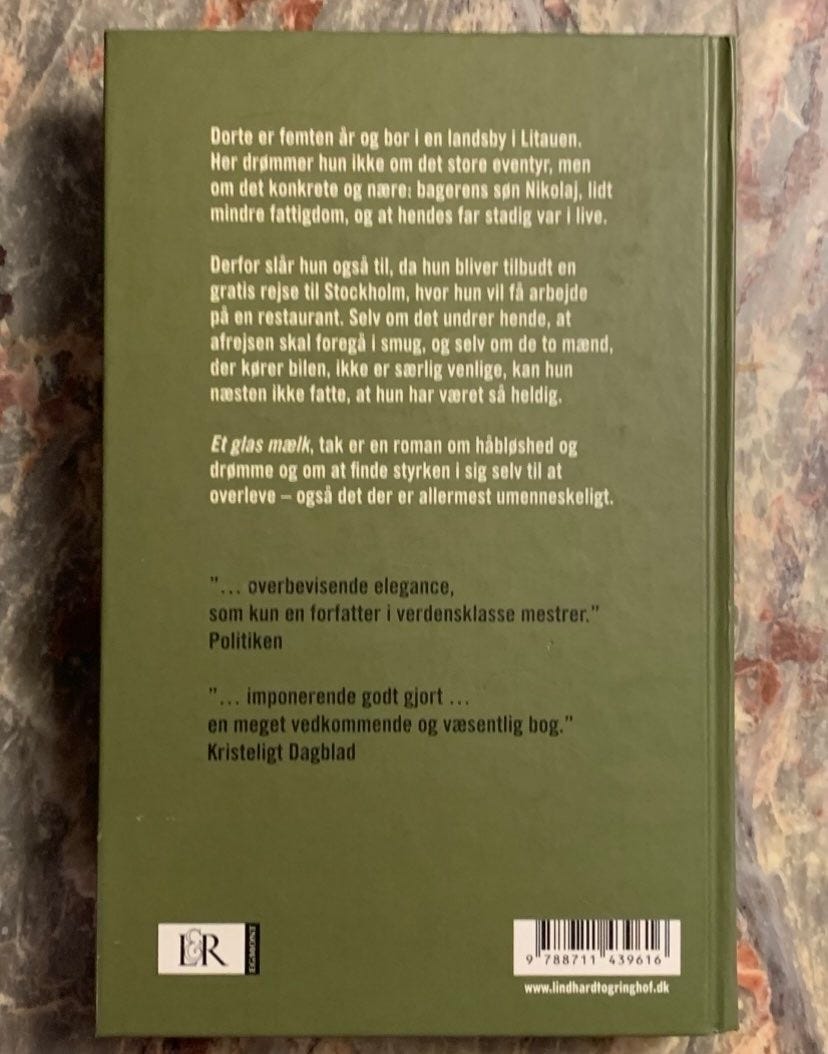 Dorte er femten år og bor i en landsby i Litauen.
Her drømmer hun ikke om det store eventyr, men
om det konkrete og nære: bagerens søn Nikolaj, lidt
mindre fattigdom, og at hendes far stadig var i live.
Derfor slår hun også til, da hun bliver tilbudt en
gratis rejse til Stockholm, hvor hun vil få arbejde
på en restaurant. Selv om det undrer hende, at
afrejsen skal foregå i smug, og selv om de to mænd,
der kører bilen, ikke er særlig venlige, kan hun
næsten ikke fatte, at hun har været så heldig.
Et glas mælk, tak er en roman om håbløshed og
drømme og om at finde styrken i sig selv til at
overleve – også det der er allermest umenneskeligt.
"... overbevisende elegance,
som kun en forfatter i verdensklasse mestrer."
Politiken
"... imponerende godt gjort ...
en meget vedkommende og væsentlig bog."
Kristeligt Dagblad
L&R
EGMONT
9 788711 439616
www.lindhardtogringhof.dk